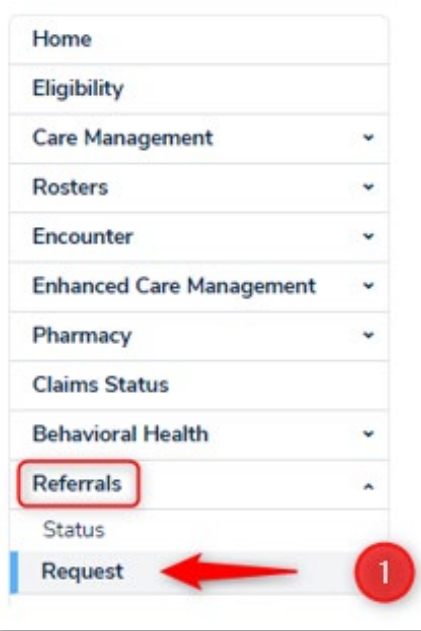 Home
Eligibility
Care Management
Rosters
Encounter
Enhanced Care Management
Pharmacy
Claims Status
Behavioral Health
Referrals
Status
Request 1